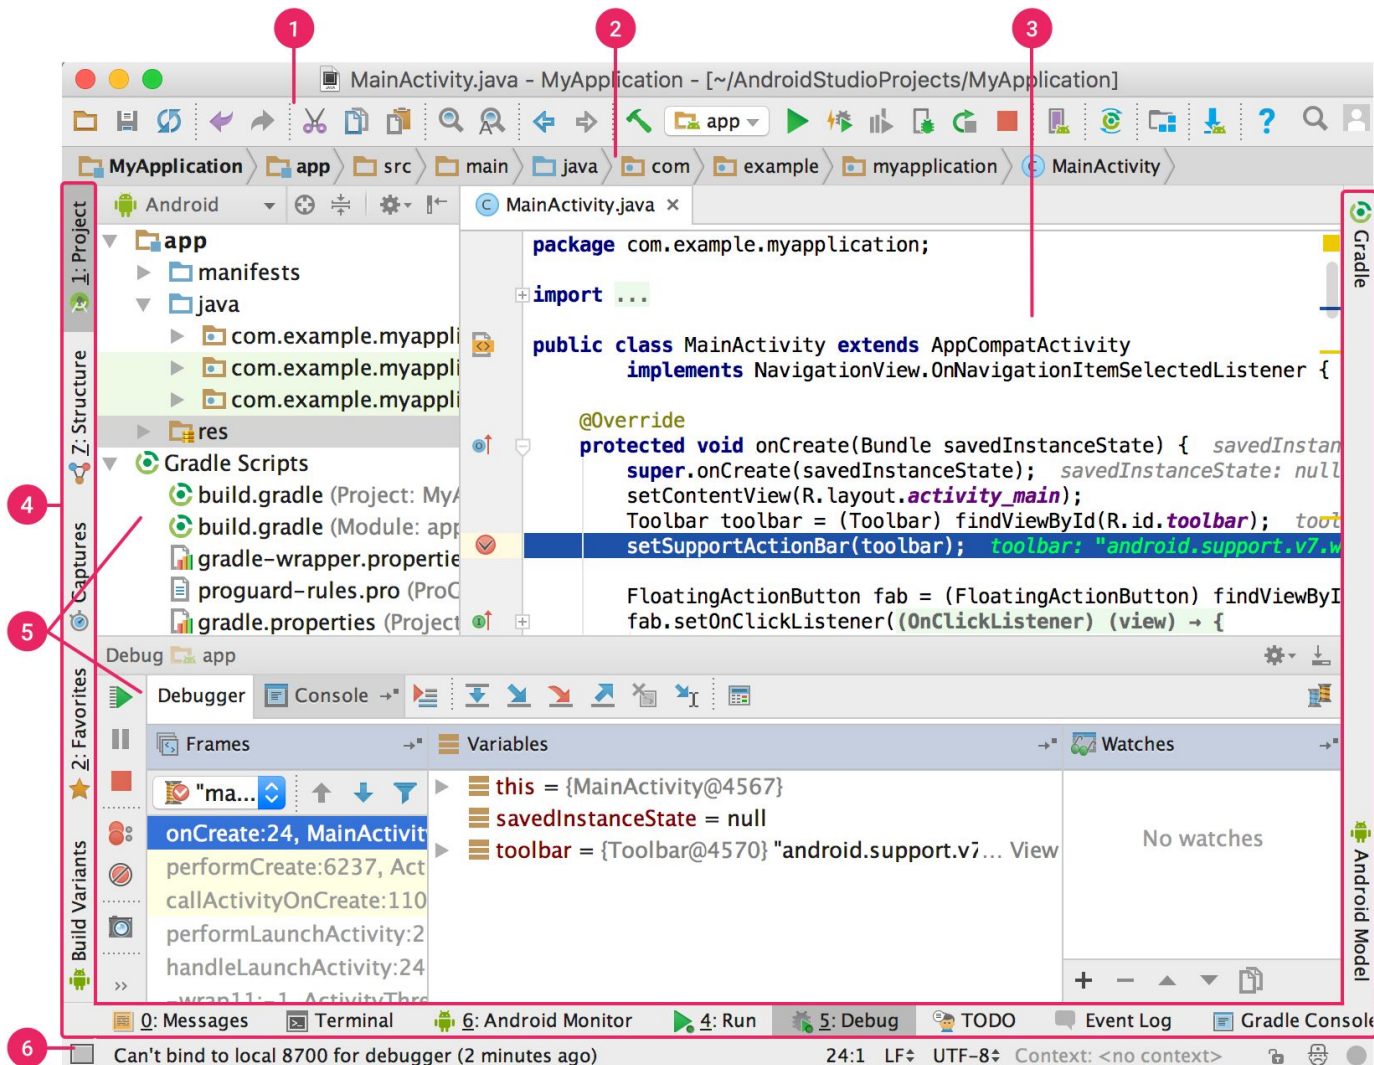 1 2 3
MainActivity.java - MyApplication - [~/AndroidStudioProjects/MyApplication]
app
MyApplication app src main java com example myapplication MainActivity
Android
MainActivity.java
1: Project
Z: Structure
Captures
2: Favorites
Build Variants
4
5
app
manifests
java
com.example.myappli
com.example.myappli
com.example.myappli
res
Gradle Scripts
build.gradle (Project: MyA
build.gradle (Module: app
gradle-wrapper.propertie
proguard-rules.pro (ProG
gradle.properties (Project
package com.example.myapplication;
import ...
public class MainActivity extends AppCompatActivity
implements NavigationView.OnNavigationItemSelectedListener {
@Override
protected void onCreate(Bundle savedInstanceState) { savedInstan
super.onCreate(savedInstanceState); savedInstanceState: null
setContentView(R.layout.activity_main);
Toolbar toolbar = (Toolbar) findViewById(R.id.toolbar); tool
setSupportActionBar(toolbar); toolbar: "android.support.v7.w
FloatingActionButton fab = (FloatingActionButton) findViewByI
fab.setOnClickListener((OnClickListener) (view) → {
Gradle
Android Model
Debug app
Debugger Console
Frames
Variables
Watches
"ma...
onCreate:24, MainActivit
performCreate:6237, Act
callActivityOnCreate:110
performLaunchActivity:2
handleLaunchActivity:24
-wrap11:-1, ActivityThre
this = {MainActivity@4567}
savedInstanceState = null
toolbar = {Toolbar@4570} "android.support.v7... View
No watches
0: Messages Terminal 6: Android Monitor 4: Run 5: Debug TODO Event Log Gradle Console
6
Can't bind to local 8700 for debugger (2 minutes ago)
24:1 LF UTF-8 Context: <no context>